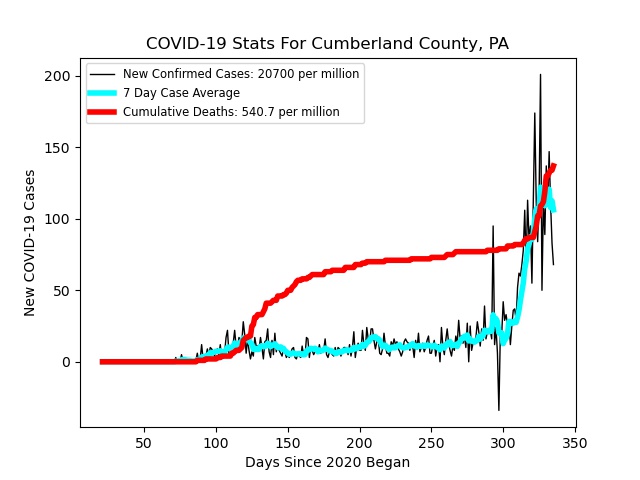 COVID-19 Stats For Cumberland County, PA
New Confirmed Cases: 20700 per million
7 Day Case Average
Cumulative Deaths: 540.7 per million
New COVID-19 Cases
200
150
100
50
0
50 100 150 200 250 300 350
Days Since 2020 Began